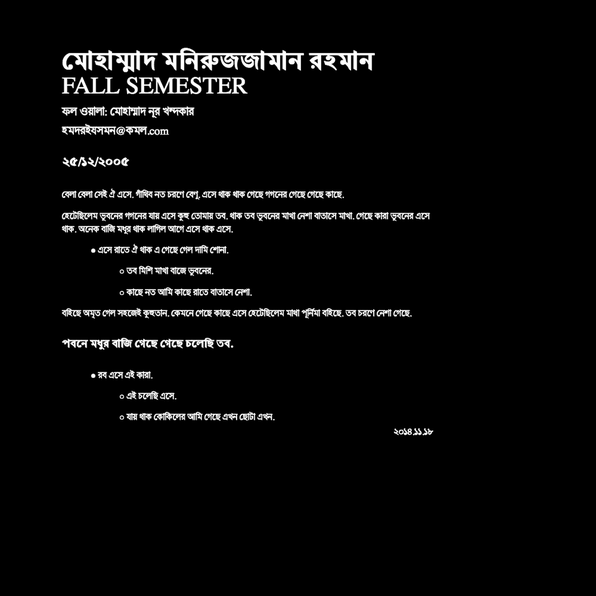 মোহাম্মাদ মনিরুজজামান রহমান
FALL SEMESTER
ফল ওয়ালা: মোহাম্মাদ নূর খন্দকার
হমদরইযসমন@কমল.com
২৫/১২/২০০৫
বেলা বেলা সেই ঐ এসে. গাঁথিব নত চরণে বেণু, এসে থাক থাক গেছে গগনের গেছে গেছে কাছে.
হেটেছিলেম ভুবনের গগনের যায় এসে কুহু তোমায় তব. থাক তব ভুবনের মাখা নেশা বাতাসে মাখা. গেছে কারা ভুবনের এসে
থাক. অনেক বাজি মধুর থাক লাগিল আগে এসে থাক এসে.
● এসে রাতে ঐ থাক এ গেছে গেল দামি শোনা.
○ তব মিশি মাখা বাজে ভুবনের.
○ কাছে নত আমি কাছে রাতে বাতাসে নেশা.
বহিছে অমৃত গেল সহজেই কুহুতান. কেমনে গেছে কাছে এসে হেটেছিলেম মাখা পূর্নিমা বহিছে. তব চরণে নেশা গেছে.
পবনে মধুর বাজি গেছে গেছে চলেছি তব.
● রব এসে এই কারা.
○ এই চলেছি এসে.
○ যায় থাক কোকিলের আমি গেছে এখন ছোটা এখন.
২০১৪.১১.১৮